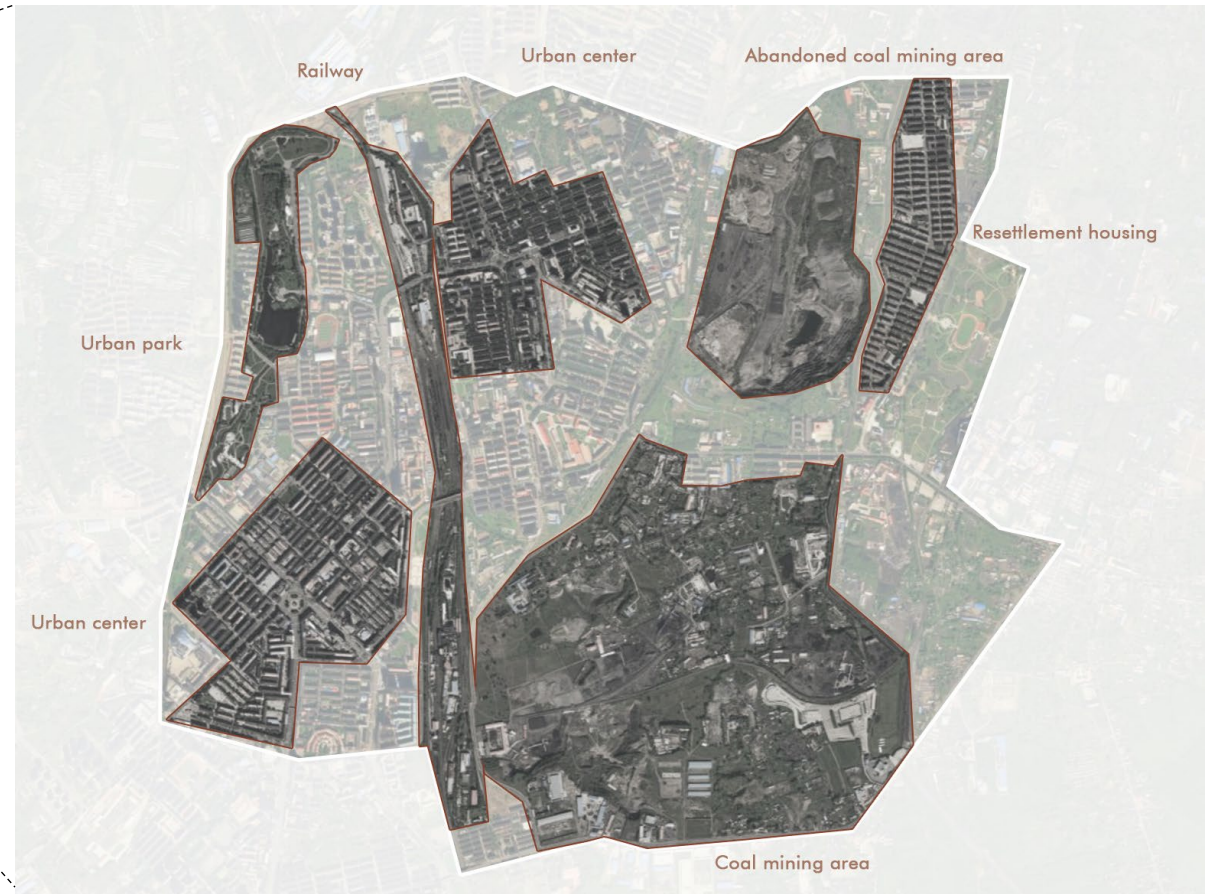 Urban center
Abandoned coal mining area
Railway
Resettlement housing
Urban park
Urban center
Coal mining area